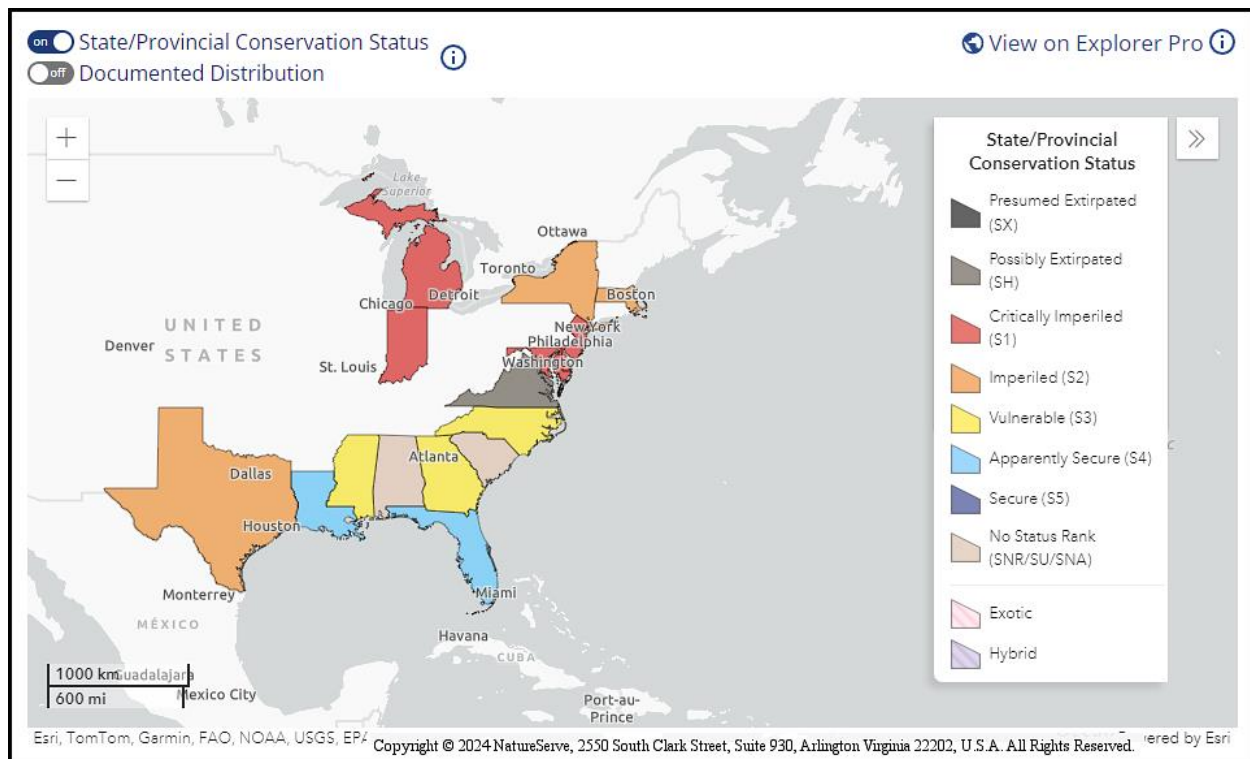 on State/Provincial Conservation Status
off Documented Distribution
View on Explorer Pro
State/Provincial
Conservation Status
Presumed Extirpated
(SX)
Possibly Extirpated
(SH)
Critically Imperiled
(S1)
Imperiled (S2)
Vulnerable (S3)
Apparently Secure (S4)
Secure (S5)
No Status Rank
(SNR/SU/SNA)
Exotic
Hybrid
Lake
Superior
Ottawa
Toronto
Boston
Chicago
Detroit
New York
Philadelphia
Washington
UNITED
STATES
Denver
St. Louis
Atlanta
Dallas
Houston
Miami
Monterrey
MÉXICO
Havana
CUBA
Guadalajara
Mexico City
Port-au-
Prince
1000 km
600 mi
Esri, TomTom, Garmin, FAO, NOAA, USGS, EPA
Copyright © 2024 NatureServe, 2550 South Clark Street, Suite 930, Arlington Virginia 22202, U.S.A. All Rights Reserved.
by Esri